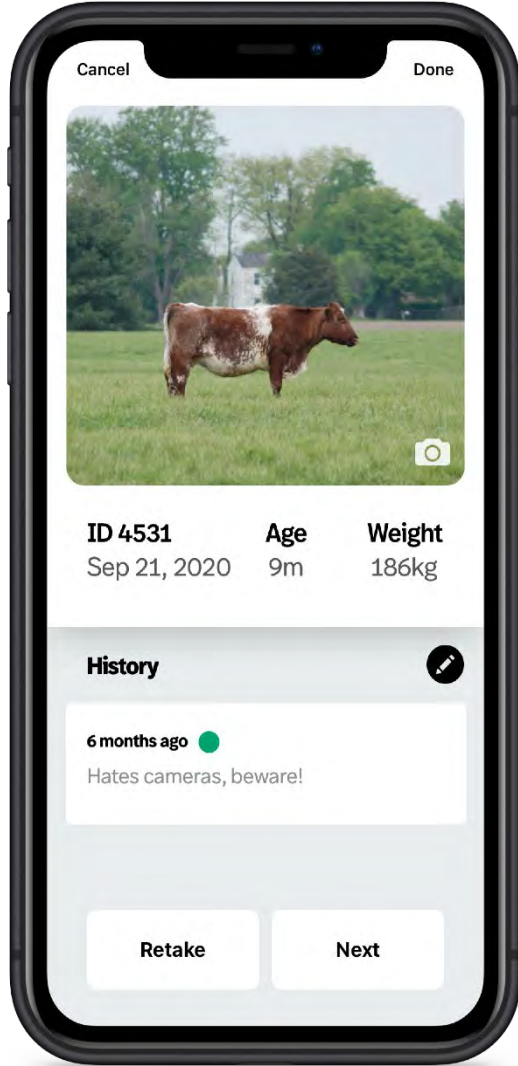 Cancel Done
ID 4531 Age Weight
Sep 21, 2020 9m 186kg
History
6 months ago
Hates cameras, beware!
Retake Next